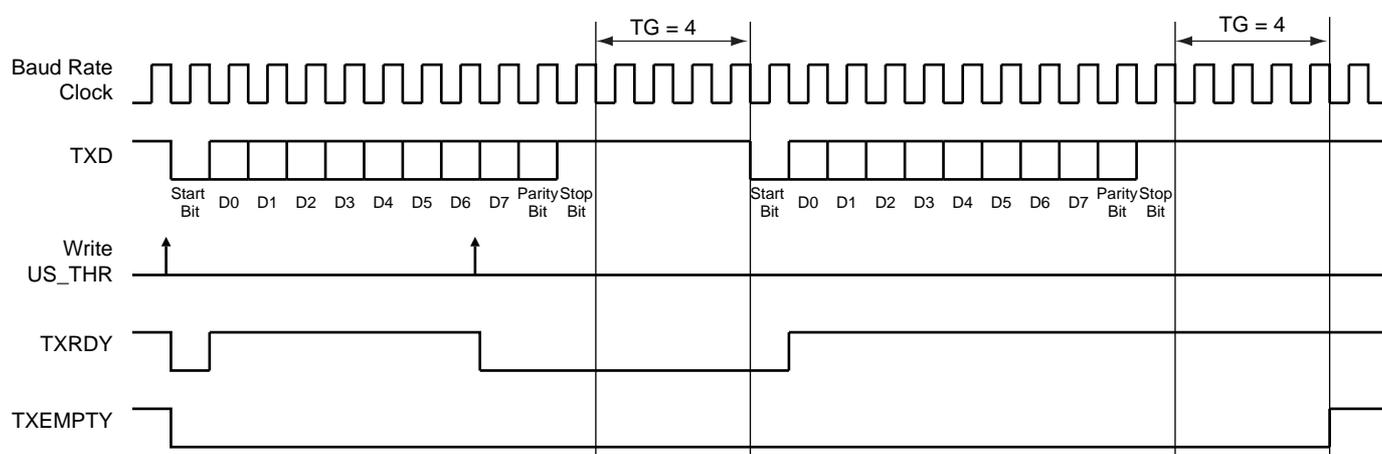 TG = 4
TG = 4
Baud Rate
Clock
TXD
Start
Bit
D0
D1
D2
D3
D4
D5
D6
D7
Parity
Bit
Stop
Bit
Start
Bit
D0
D1
D2
D3
D4
D5
D6
D7
Parity
Bit
Stop
Bit
Write
US_THR
TXRDY
TXEMPTY